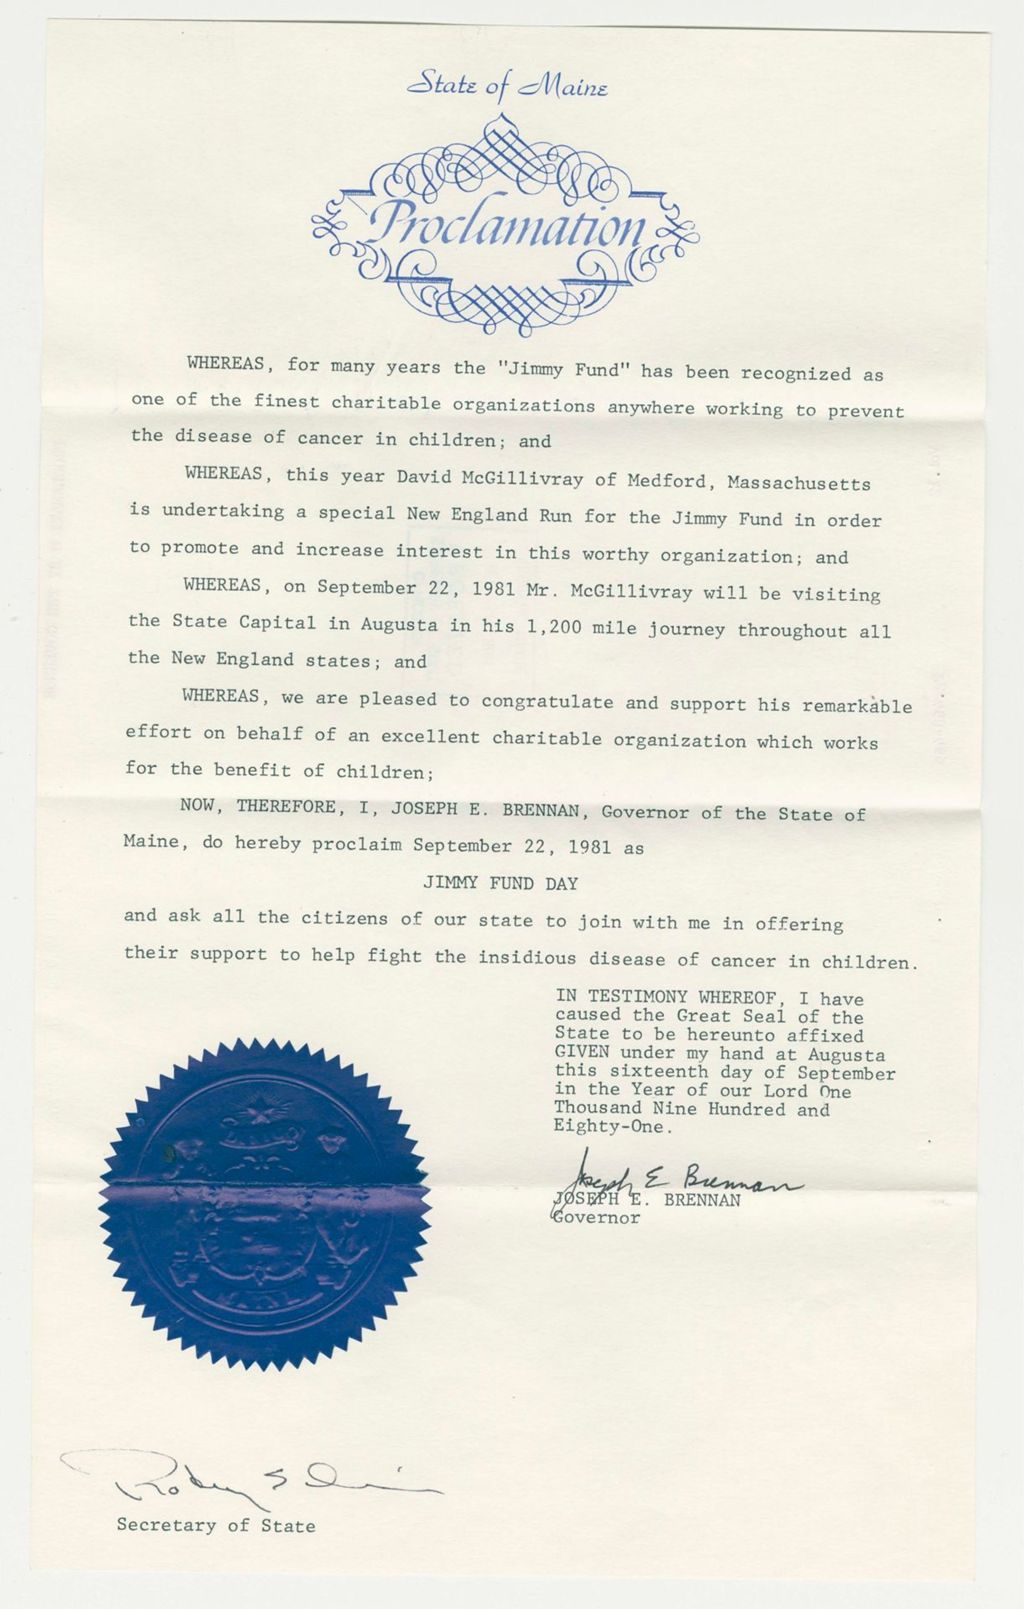 State of Maine
Proclamation
WHEREAS, for many years the "Jimmy Fund" has been recognized as
one of the finest charitable organizations anywhere working to prevent
the disease of cancer in children; and
WHEREAS, this year David McGillivray of Medford, Massachusetts
is undertaking a special New England Run for the Jimmy Fund in order
to promote and increase interest in this worthy organization; and
WHEREAS, on September 22, 1981 Mr. McGillivray will be visiting
the State Capital in Augusta in his 1,200 mile journey throughout all
the New England states; and
WHEREAS, we are pleased to congratulate and support his remarkable
effort on behalf of an excellent charitable organization which works
for the benefit of children;
NOW, THEREFORE, I, JOSEPH E. BRENNAN, Governor of the State of
Maine, do hereby proclaim September 22, 1981 as
JIMMY FUND DAY
and ask all the citizens of our state to join with me in offering
their support to help fight the insidious disease of cancer in children.
IN TESTIMONY WHEREOF, I have
caused the Great Seal of the
State to be hereunto affixed
GIVEN under my hand at Augusta
this sixteenth day of September
in the Year of our Lord One
Thousand Nine Hundred and
Eighty-One.
Joseph E Brennan
JOSEPH E. BRENNAN
Governor
Secretary of State